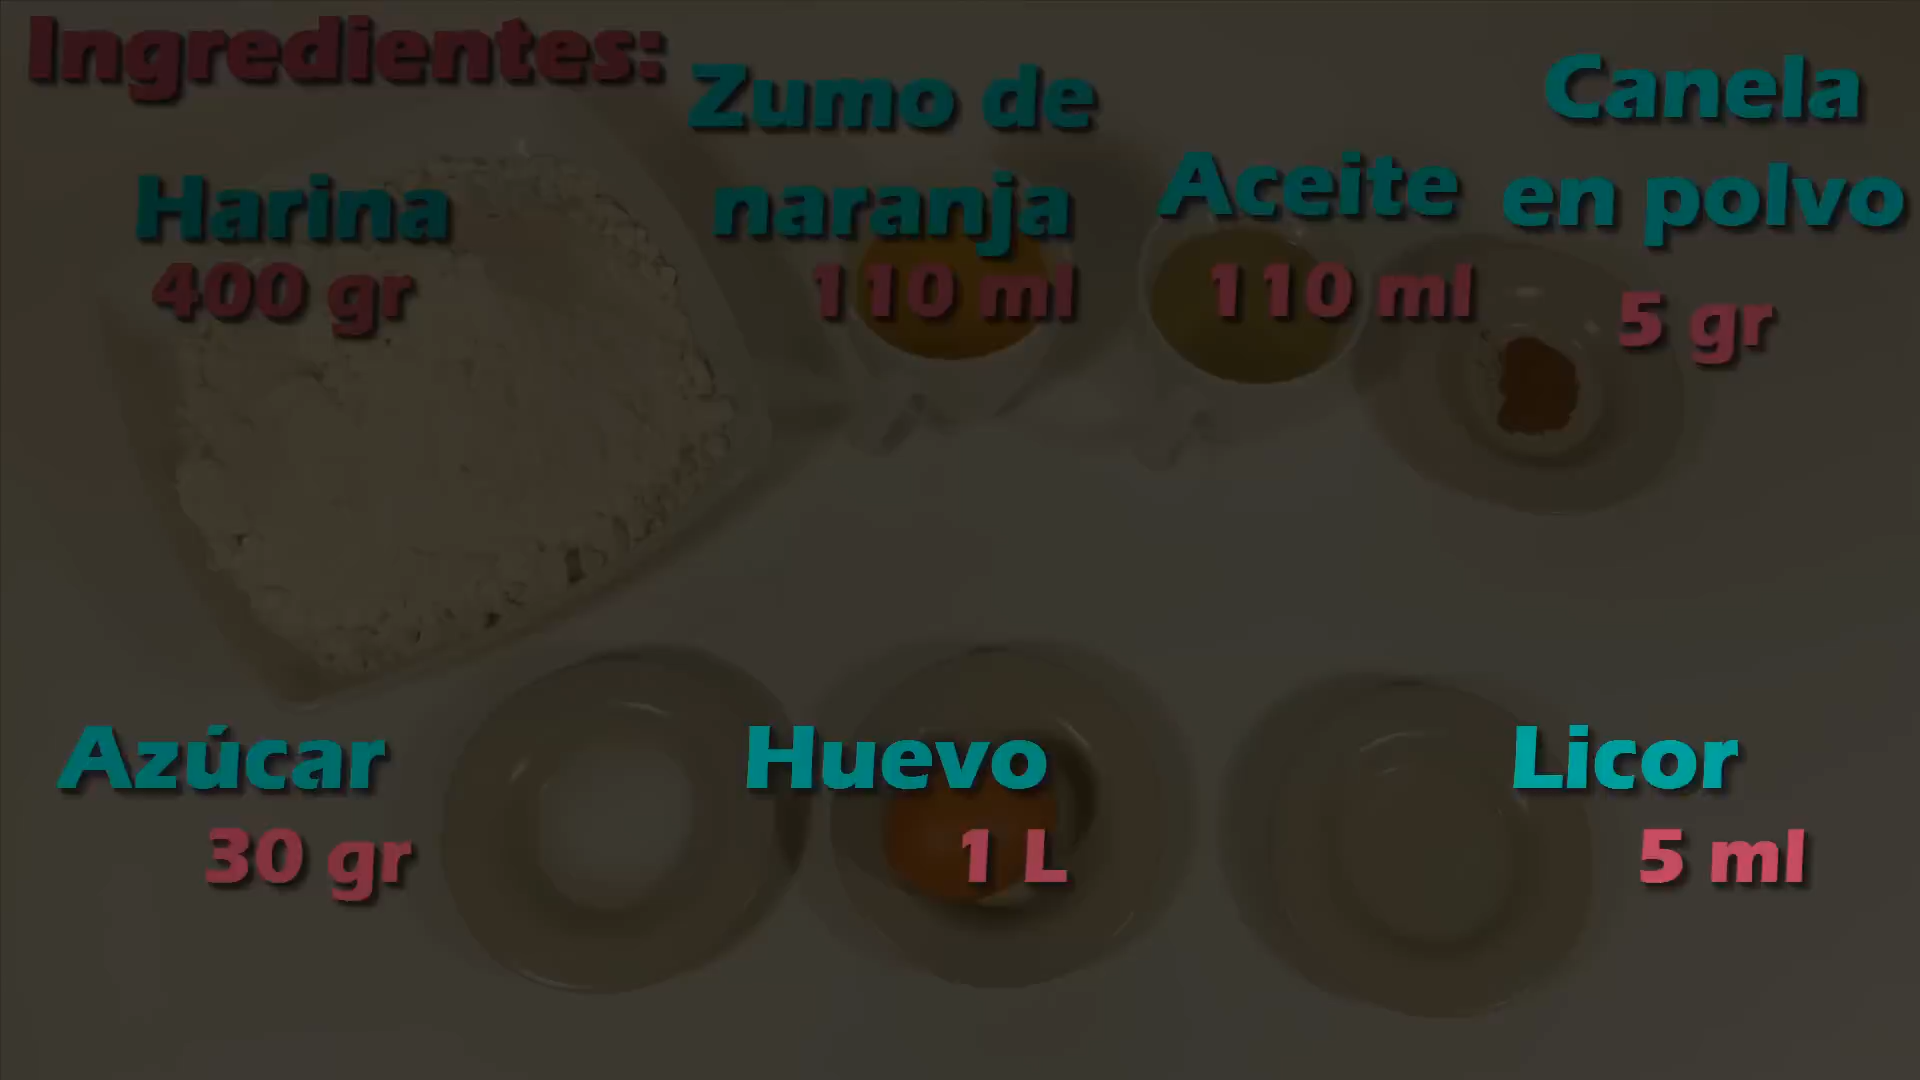 Ingredientes:
Harina
400 gr
Zumo de
naranja
110 ml
Aceite
110 ml
Canela
en polvo
5 gr
Azúcar
30 gr
Huevo
1 L
Licor
5 ml